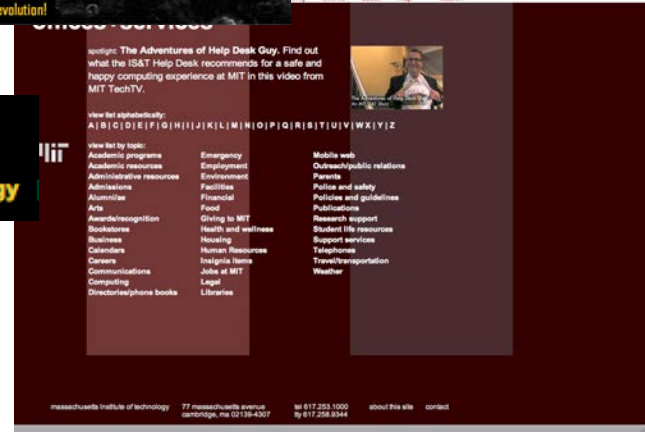 evolution!
offices+services
spotlight: The Adventures of Help Desk Guy. Find out
what the IS&T Help Desk recommends for a safe and
happy computing experience at MIT in this video from
MIT TechTV.
view list alphabetically:
A | B | C | D | E | F | G | H | I | J | K | L | M | N | O | P | Q | R | S | T | U | V | W X | Y | Z
view list by topic:
Academic programs
Academic resources
Administrative resources
Admissions
Alumni/ae
Arts
Awards/recognition
Bookstores
Business
Calendars
Careers
Communications
Computing
Directories/phone books
Emergency
Employment
Environment
Facilities
Financial
Food
Giving to MIT
Health and wellness
Housing
Human Resources
Insignia items
Jobs at MIT
Legal
Libraries
Mobile web
Outreach/public relations
Parents
Police and safety
Policies and guidelines
Publications
Research support
Student life resources
Support services
Telephones
Travel/transportation
Weather
gy
massachusetts institute of technology
77 massachusetts avenue
cambridge, ma 02139-4307
tel 617.253.1000
tty 617.258.9344
about this site
contact